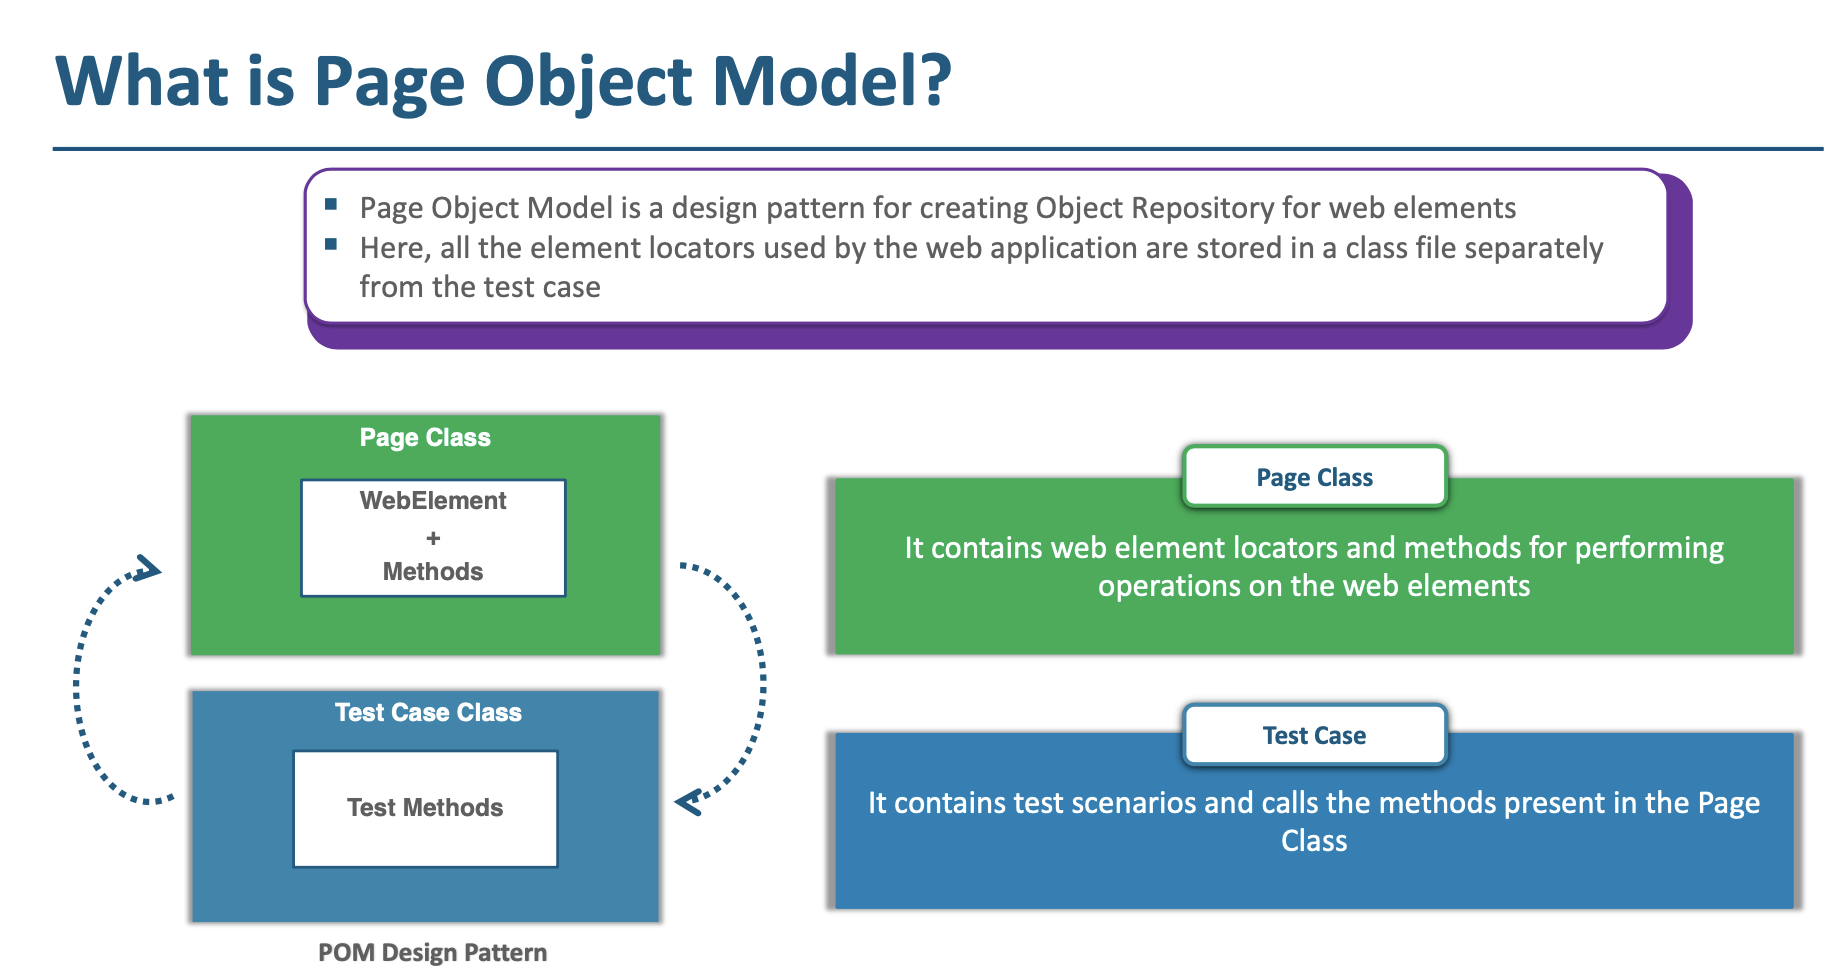 What is Page Object Model?
▪ Page Object Model is a design pattern for creating Object Repository for web elements
▪ Here, all the element locators used by the web application are stored in a class file separately
from the test case
Page Class
WebElement
+
Methods
Test Case Class
Test Methods
POM Design Pattern
Page Class
It contains web element locators and methods for performing
operations on the web elements
Test Case
It contains test scenarios and calls the methods present in the Page
Class